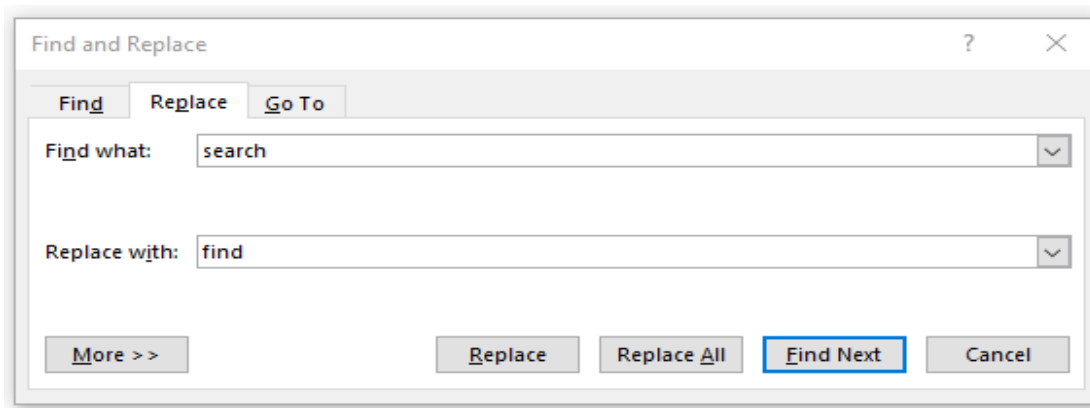 Find and Replace ?
Find Replace Go To
Find what: search
Replace with: find
More >> Replace Replace All Find Next Cancel